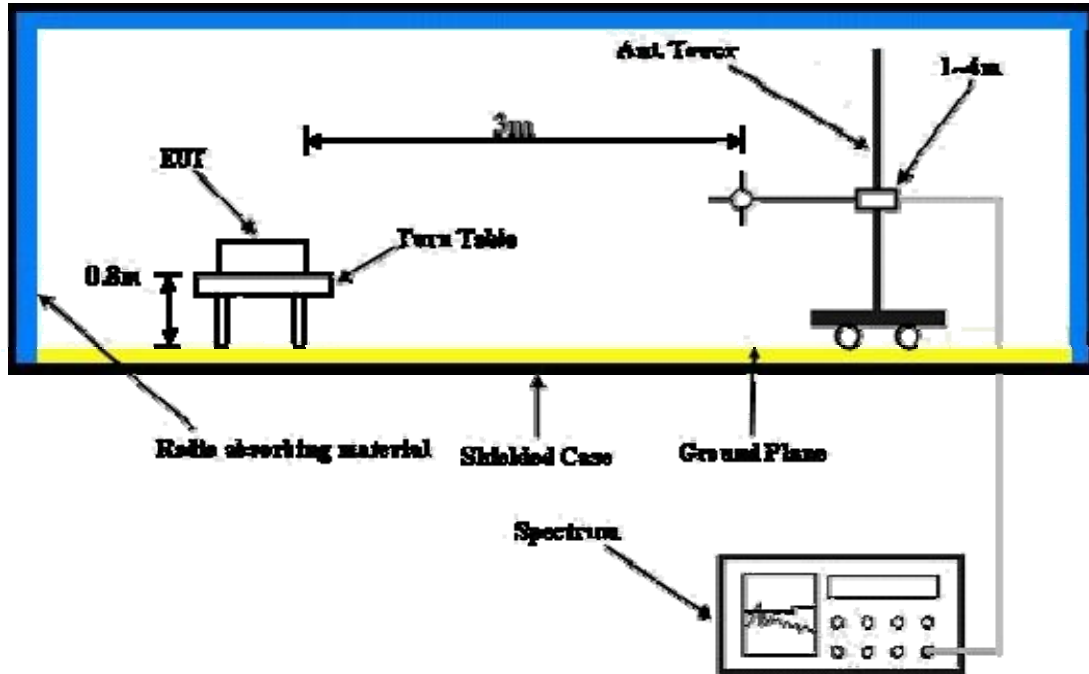 Ant. Tower
1-4m
3m
EUT
Turn Table
0.8m
Radio absorbing material
Shielded Case
Ground Plane
Spectrum